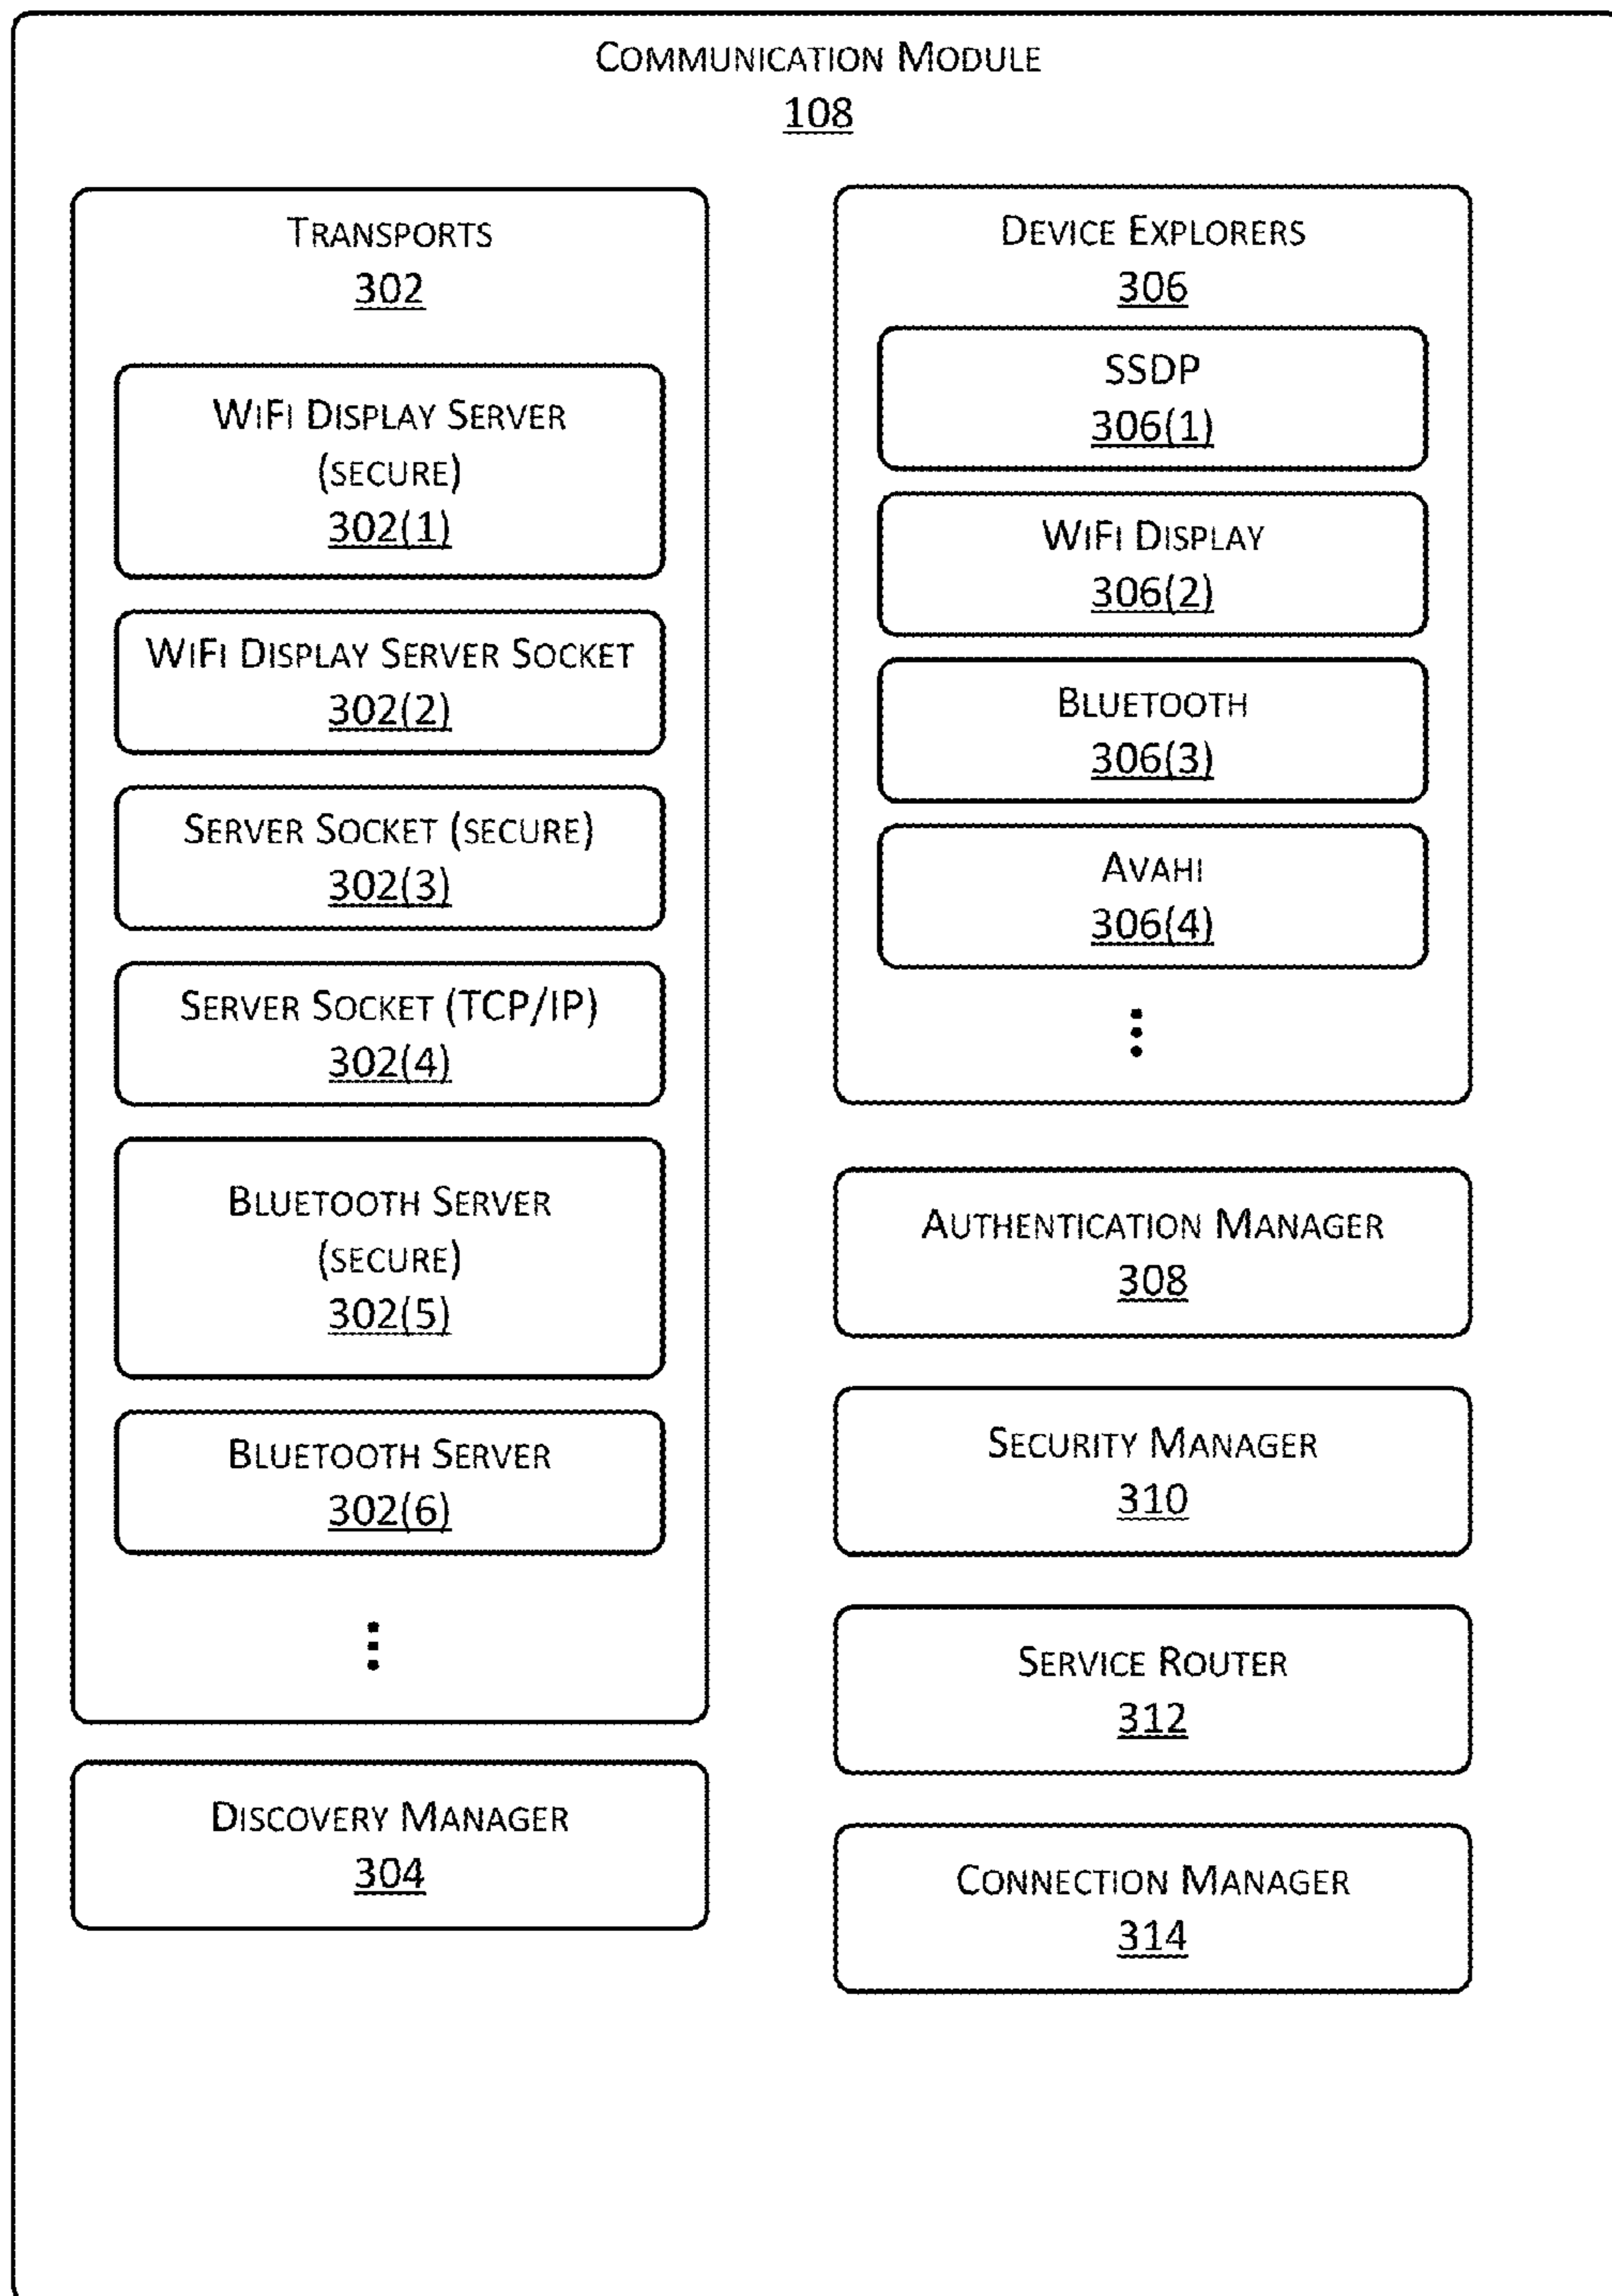 COMMUNICATION MODULE
108
TRANSPORTS
302
WIFI DISPLAY SERVER
(SECURE)
302(1)
WIFI DISPLAY SERVER SOCKET
302(2)
SERVER SOCKET (SECURE)
302(3)
SERVER SOCKET (TCP/IP)
302(4)
BLUETOOTH SERVER
(SECURE)
302(5)
BLUETOOTH SERVER
302(6)
DISCOVERY MANAGER
304
DEVICE EXPLORERS
306
SSDP
306(1)
WIFI DISPLAY
306(2)
BLUETOOTH
306(3)
AVAHI
306(4)
AUTHENTICATION MANAGER
308
SECURITY MANAGER
310
SERVICE ROUTER
312
CONNECTION MANAGER
314